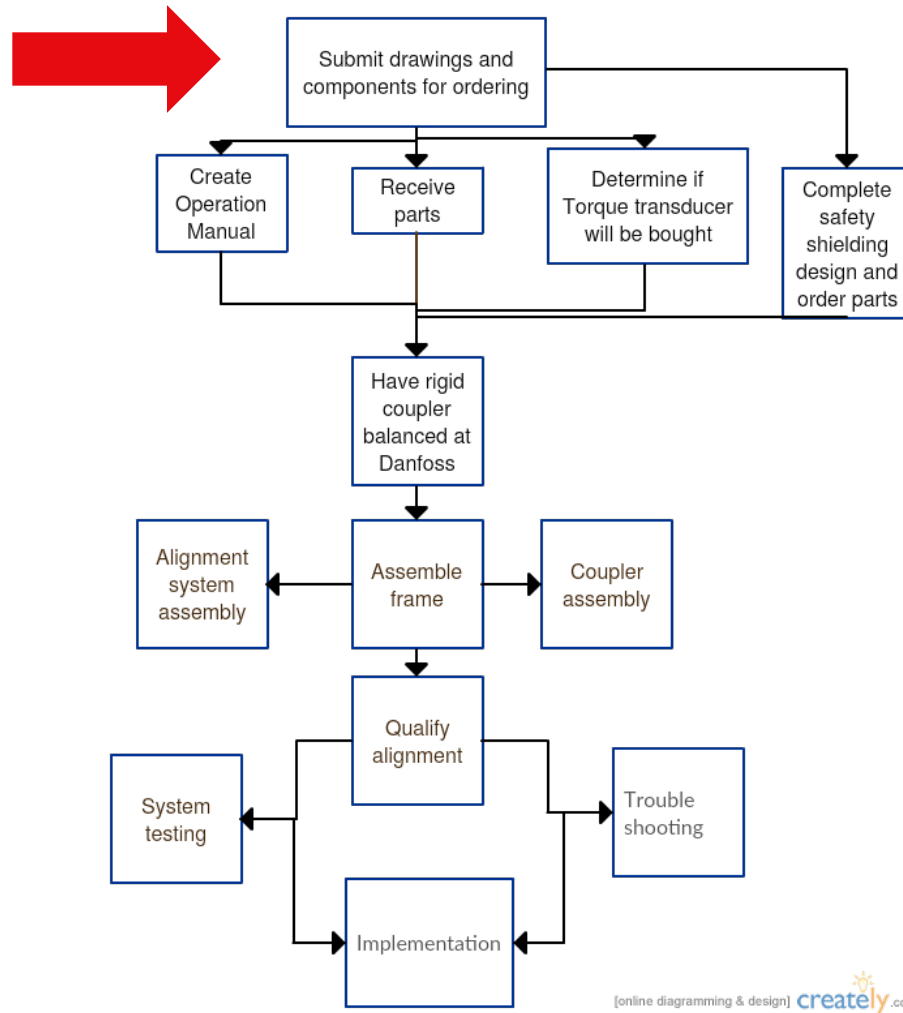 Submit drawings and
components for ordering
Create
Operation
Manual
Receive
parts
Determine if
Torque transducer
will be bought
Complete
safety
shielding
design and
order parts
Have rigid
coupler
balanced at
Danfoss
Alignment
system
assembly
Assemble
frame
Coupler
assembly
Qualify
alignment
System
testing
Trouble
shooting
Implementation
[online diagramming & design] creately.co